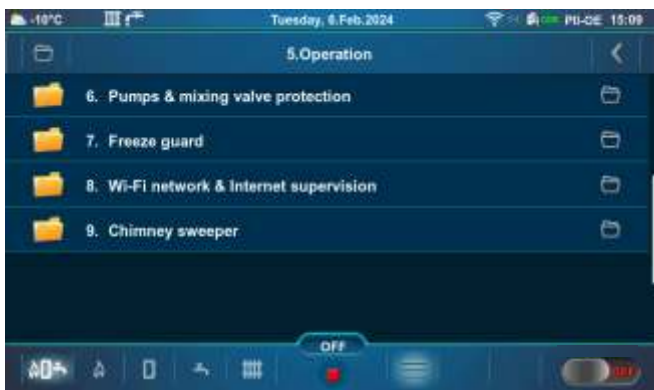 -10°C Tuesday, 6.Feb.2024 PU-OE 15:09
5.Operation
6. Pumps & mixing valve protection
7. Freeze guard
8. Wi-Fi network & Internet supervision
9. Chimney sweeper
OFF
OFF